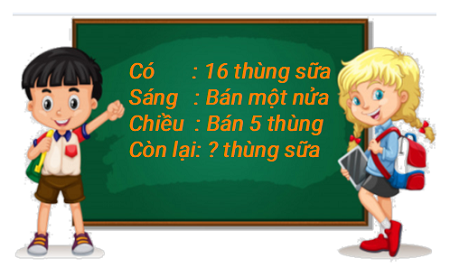 Có : 16 thùng sữa
Sáng : Bán một nửa
Chiều : Bán 5 thùng
Còn lại: ? thùng sữa